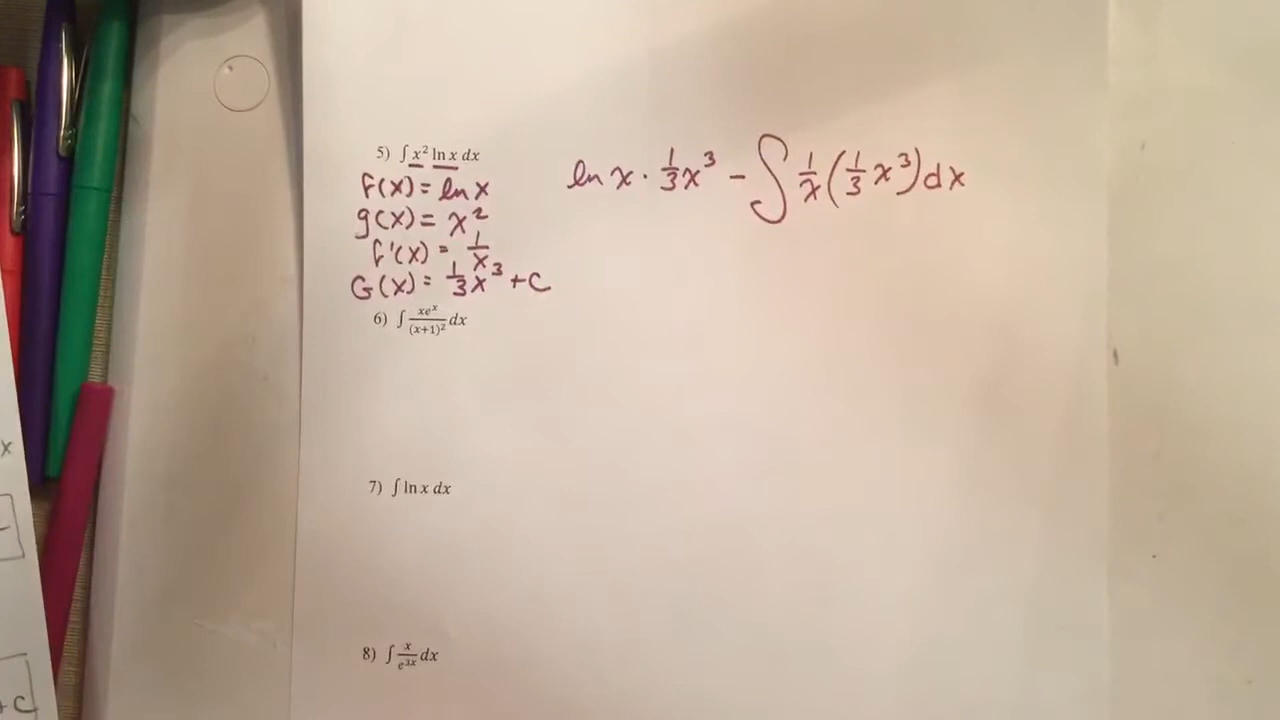 5) ∫ x² ln x dx
ln x · 1/3 x³ − ∫ 1/x (1/3 x³) dx
f(x) = ln x
g(x) = x²
f'(x) = 1/x
G(x) = 1/3 x³ + C
6) ∫ xeˣ/(x+1)² dx
7) ∫ ln x dx
8) ∫ x/e³ˣ dx
x
+C